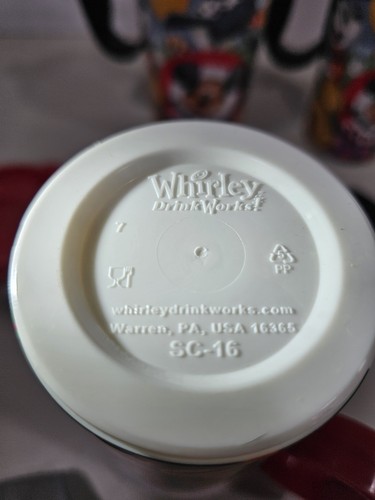 Whirley
DrinkWorks!
7
PP
whirleydrinkworks.com
Warren, PA, USA 16365
SC-16